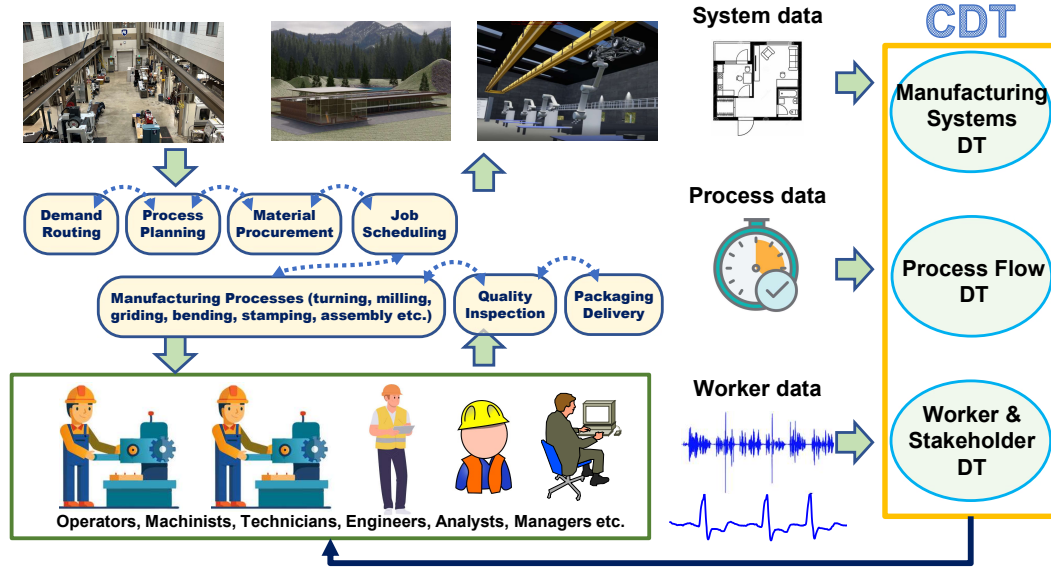 System data
CDT
Manufacturing
Systems
DT
Demand
Routing
Process
Planning
Material
Procurement
Job
Scheduling
Process data
Process Flow
DT
Manufacturing Processes (turning, milling,
griding, bending, stamping, assembly etc.)
Quality
Inspection
Packaging
Delivery
Worker data
Worker &
Stakeholder
DT
Operators, Machinists, Technicians, Engineers, Analysts, Managers etc.